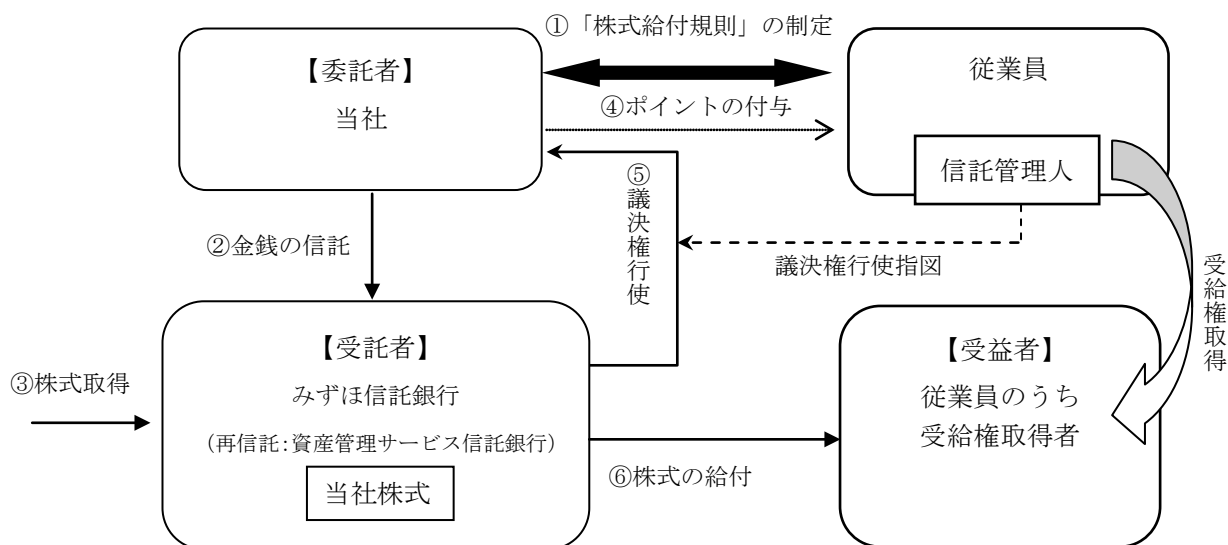 ①「株式給付規則」の制定
【委託者】
当社
従業員
④ポイントの付与
信託管理人
⑤議決権行使
②金銭の信託
議決権行使指図
受給権取得
【受託者】
みずほ信託銀行
（再信託：資産管理サービス信託銀行）
当社株式
③株式取得
【受益者】
従業員のうち
受給権取得者
⑥株式の給付